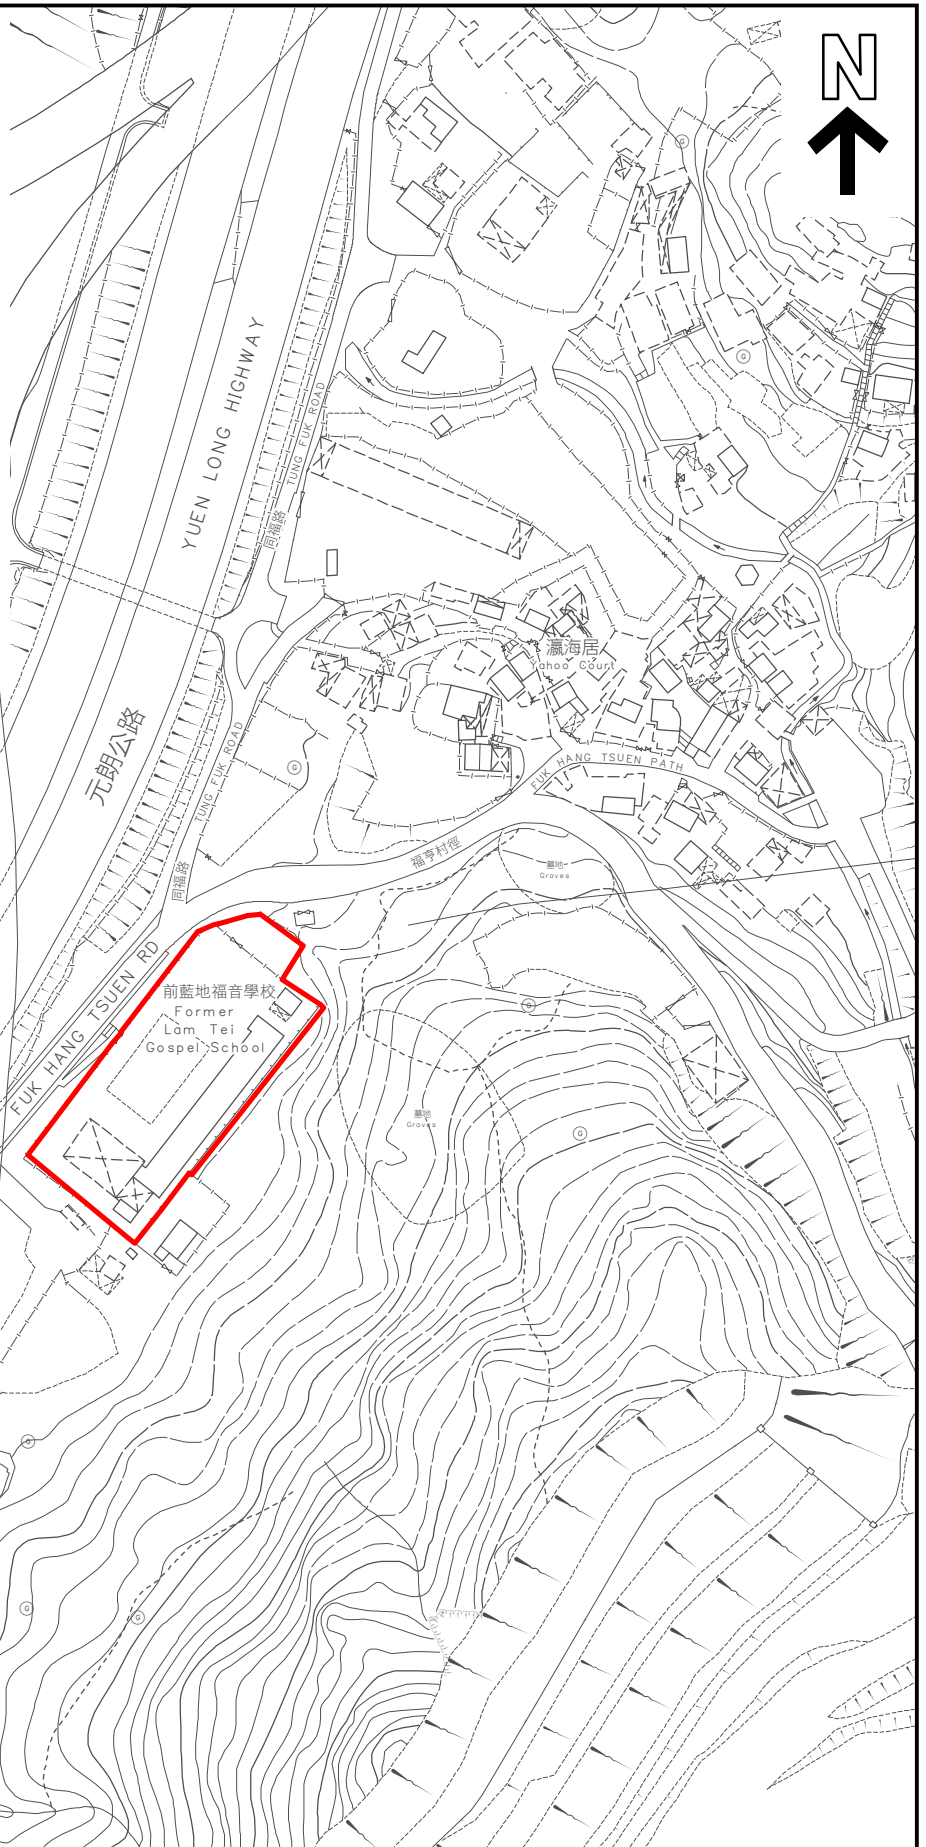 N
G
G
YUEN LONG HIGHWAY
TUNG FUK ROAD
同福路
瀛海居
Yahoo Court
元朗公路
TUNG FUK ROAD
G
FUK HANG TSUEN PATH
福亨村徑
同福路
墓地
Graves
FUK HANG TSUEN RD
前藍地福音學校
Former
Lam Tei
Gospel School
G
墓地
Graves
G
G
G
G